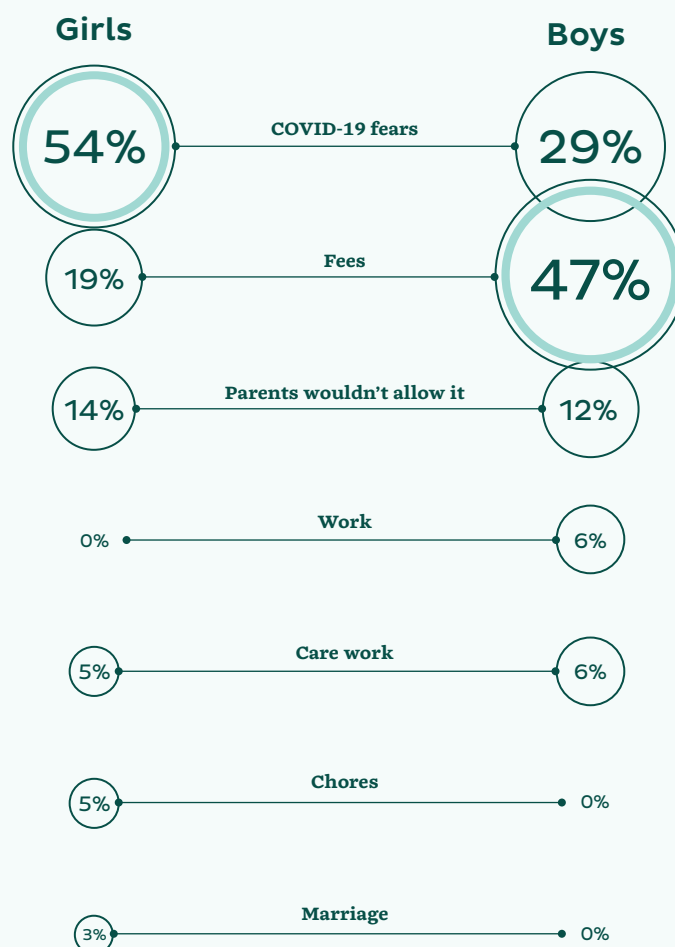 Girls
Boys
54%
COVID-19 fears
29%
19%
Fees
47%
14%
Parents wouldn’t allow it
12%
0%
Work
6%
5%
Care work
6%
5%
Chores
0%
3%
Marriage
0%